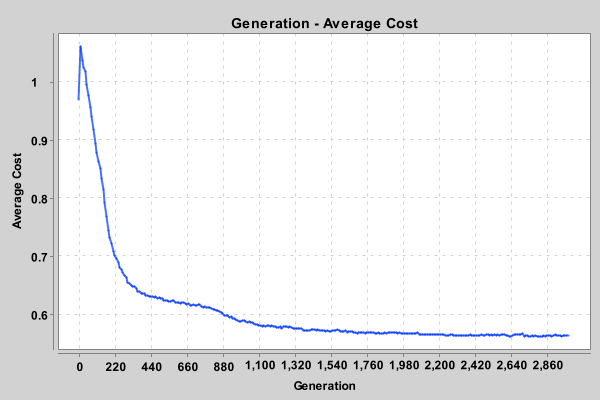 Generation - Average Cost
Average Cost
1
0.9
0.8
0.7
0.6
0 220 440 660 880 1,100 1,320 1,540 1,760 1,980 2,200 2,420 2,640 2,860
Generation